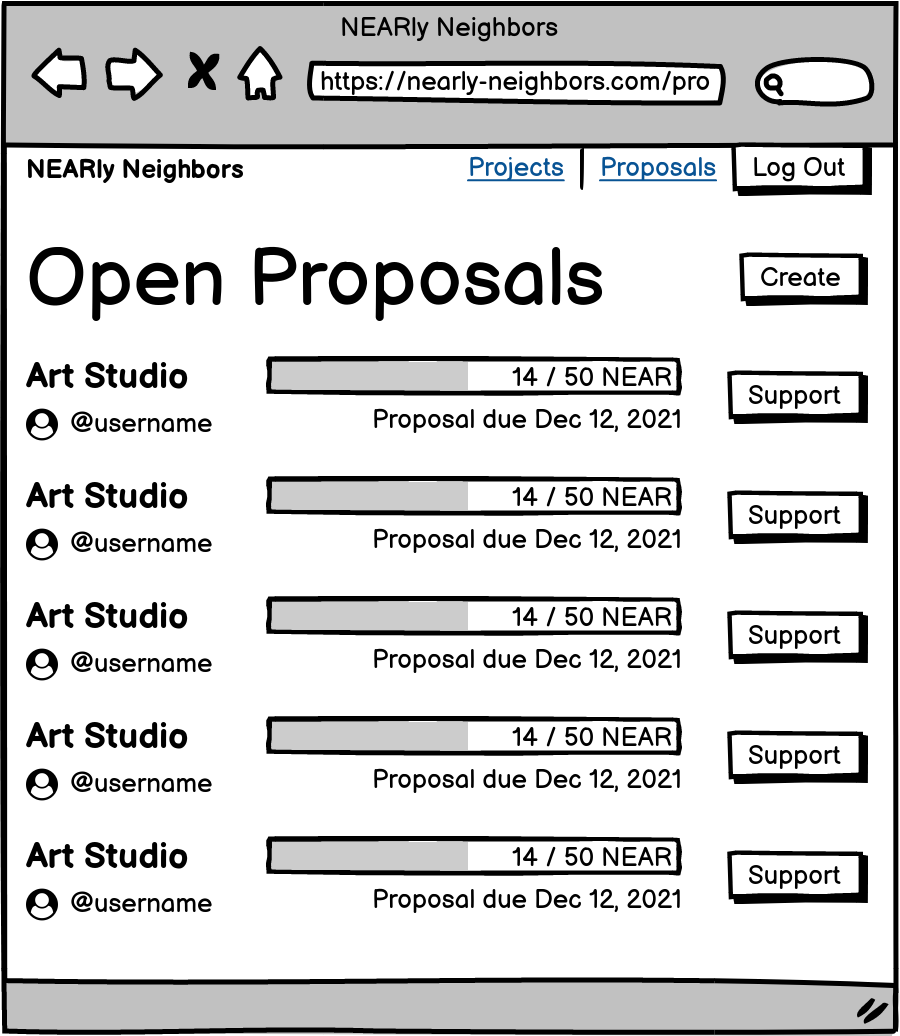 NEARly Neighbors
https://nearly-neighbors.com/pro
NEARly Neighbors
Projects
Proposals
Log Out
Open Proposals
Create
Art Studio
14 / 50 NEAR
Support
@username
Proposal due Dec 12, 2021
Art Studio
14 / 50 NEAR
Support
@username
Proposal due Dec 12, 2021
Art Studio
14 / 50 NEAR
Support
@username
Proposal due Dec 12, 2021
Art Studio
14 / 50 NEAR
Support
@username
Proposal due Dec 12, 2021
Art Studio
14 / 50 NEAR
Support
@username
Proposal due Dec 12, 2021